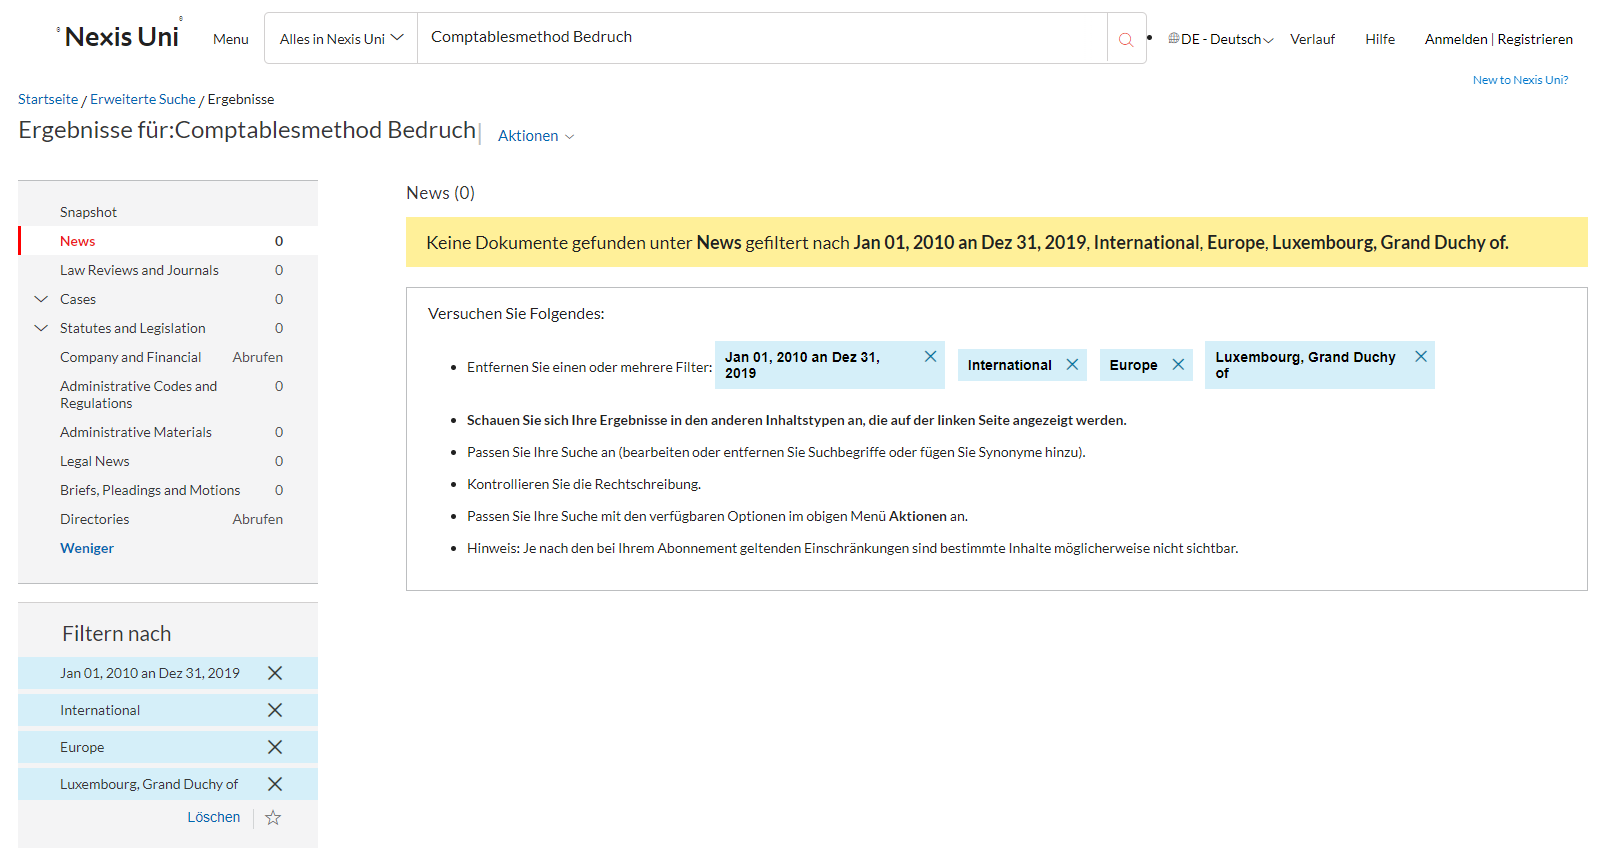 ® Nexis Uni ®
Menu
Alles in Nexis Uni
Comptablesmethod Bedruch
DE - Deutsch
Verlauf
Hilfe
Anmelden | Registrieren
New to Nexis Uni?
Startseite / Erweiterte Suche / Ergebnisse
Ergebnisse für:Comptablesmethod Bedruch| Aktionen
Snapshot
News 0
Law Reviews and Journals 0
Cases 0
Statutes and Legislation 0
Company and Financial Abrufen
Administrative Codes and 0
Regulations
Administrative Materials 0
Legal News 0
Briefs, Pleadings and Motions 0
Directories Abrufen
Weniger
Filtern nach
Jan 01, 2010 an Dez 31, 2019
International
Europe
Luxembourg, Grand Duchy of
Löschen
News (0)
Keine Dokumente gefunden unter News gefiltert nach Jan 01, 2010 an Dez 31, 2019, International, Europe, Luxembourg, Grand Duchy of.
Versuchen Sie Folgendes:
• Entfernen Sie einen oder mehrere Filter:
Jan 01, 2010 an Dez 31,
2019
International
Europe
Luxembourg, Grand Duchy
of
• Schauen Sie sich Ihre Ergebnisse in den anderen Inhaltstypen an, die auf der linken Seite angezeigt werden.
• Passen Sie Ihre Suche an (bearbeiten oder entfernen Sie Suchbegriffe oder fügen Sie Synonyme hinzu).
• Kontrollieren Sie die Rechtschreibung.
• Passen Sie Ihre Suche mit den verfügbaren Optionen im obigen Menü Aktionen an.
• Hinweis: Je nach den bei Ihrem Abonnement geltenden Einschränkungen sind bestimmte Inhalte möglicherweise nicht sichtbar.